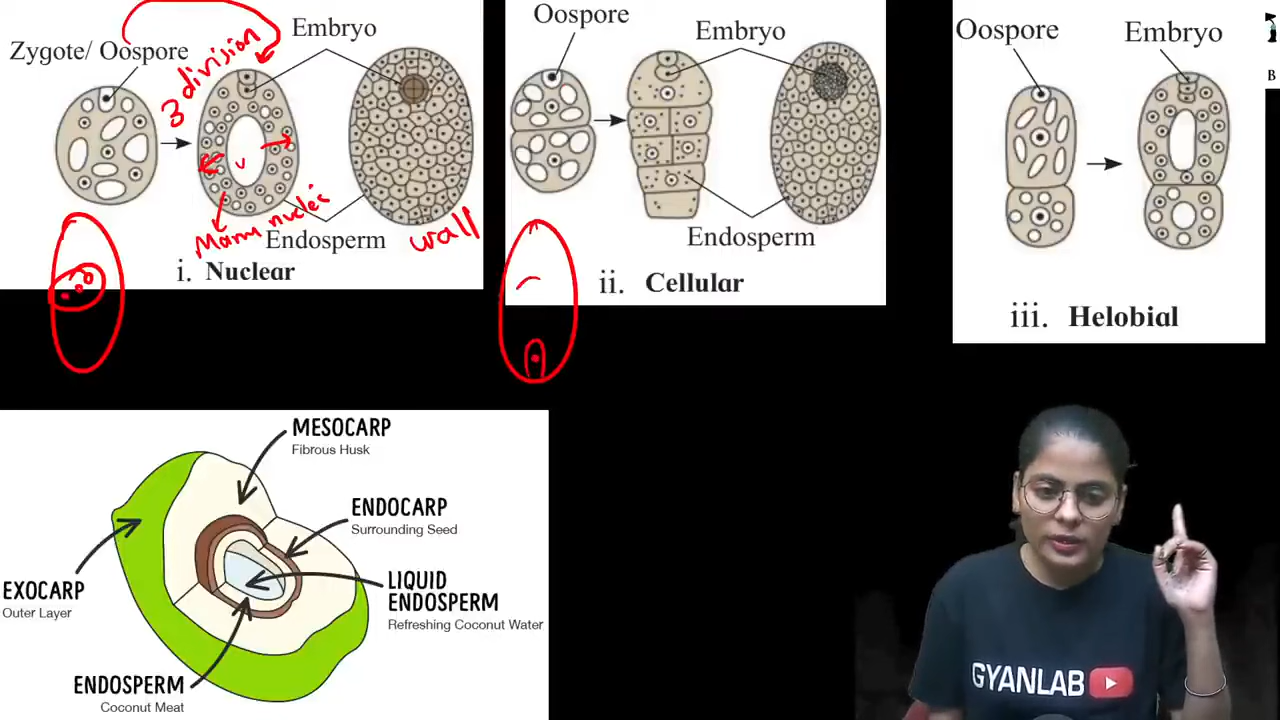 Zygote/ Oospore
3 division
Embryo
v
Many nuclei
Endosperm
wall
i. Nuclear
Oospore
Embryo
Endosperm
ii. Cellular
Oospore
Embryo
iii. Helobial
B
MESOCARP
Fibrous Husk
ENDOCARP
Surrounding Seed
LIQUID
ENDOSPERM
Refreshing Coconut Water
EXOCARP
Outer Layer
ENDOSPERM
Coconut Meat
GYANLAB